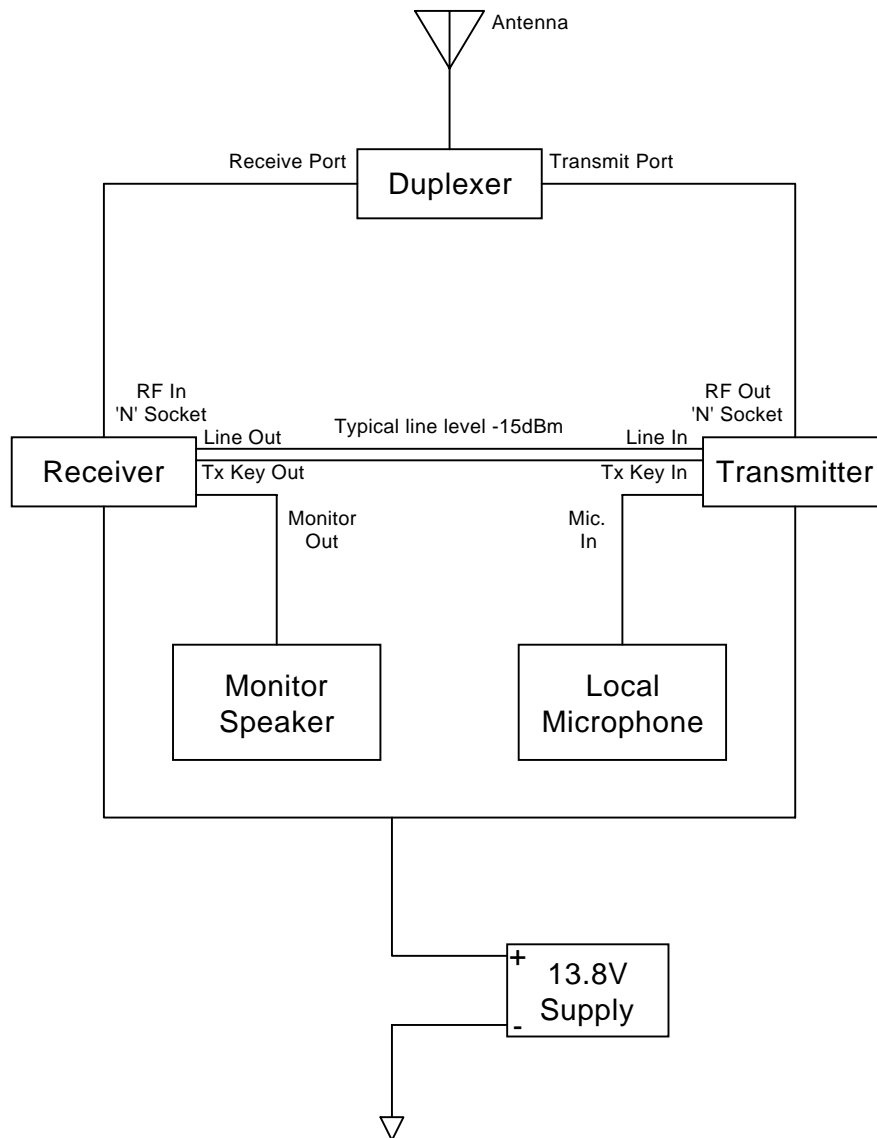 Antenna
Receive Port
Transmit Port
Duplexer
RF In
'N' Socket
RF Out
'N' Socket
Typical line level -15dBm
Line Out
Line In
Receiver
Tx Key Out
Tx Key In
Transmitter
Monitor
Out
Mic.
In
Monitor
Speaker
Local
Microphone
+
13.8V
Supply
-